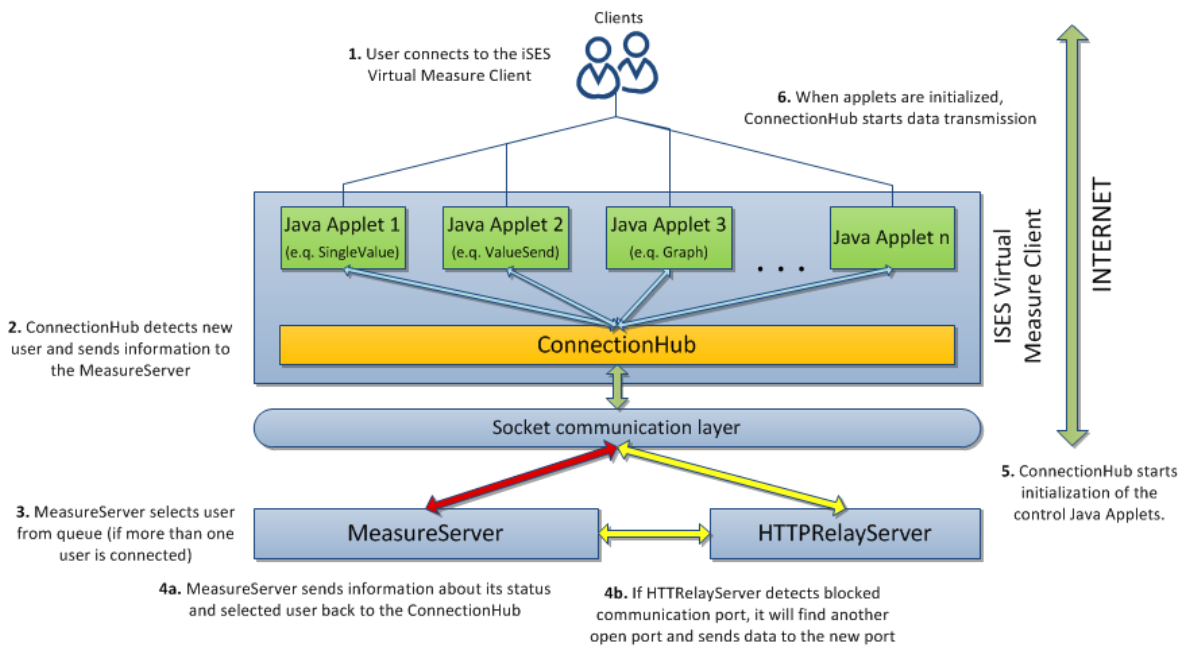 Clients
1. User connects to the iSES
Virtual Measure Client
6. When applets are initialized,
ConnectionHub starts data transmission
Java Applet 1
(e.q. SingleValue)
Java Applet 2
(e.q. ValueSend)
Java Applet 3
(e.q. Graph)
. . .
Java Applet n
ISES Virtual
Measure Client
INTERNET
2. ConnectionHub detects new
user and sends information to
the MeasureServer
ConnectionHub
Socket communication layer
5. ConnectionHub starts
initialization of the
control Java Applets.
3. MeasureServer selects user
from queue (if more than one
user is connected)
MeasureServer
HTTPRelayServer
4a. MeasureServer sends information about its status
and selected user back to the ConnectionHub
4b. If HTTRelayServer detects blocked
communication port, it will find another
open port and sends data to the new port